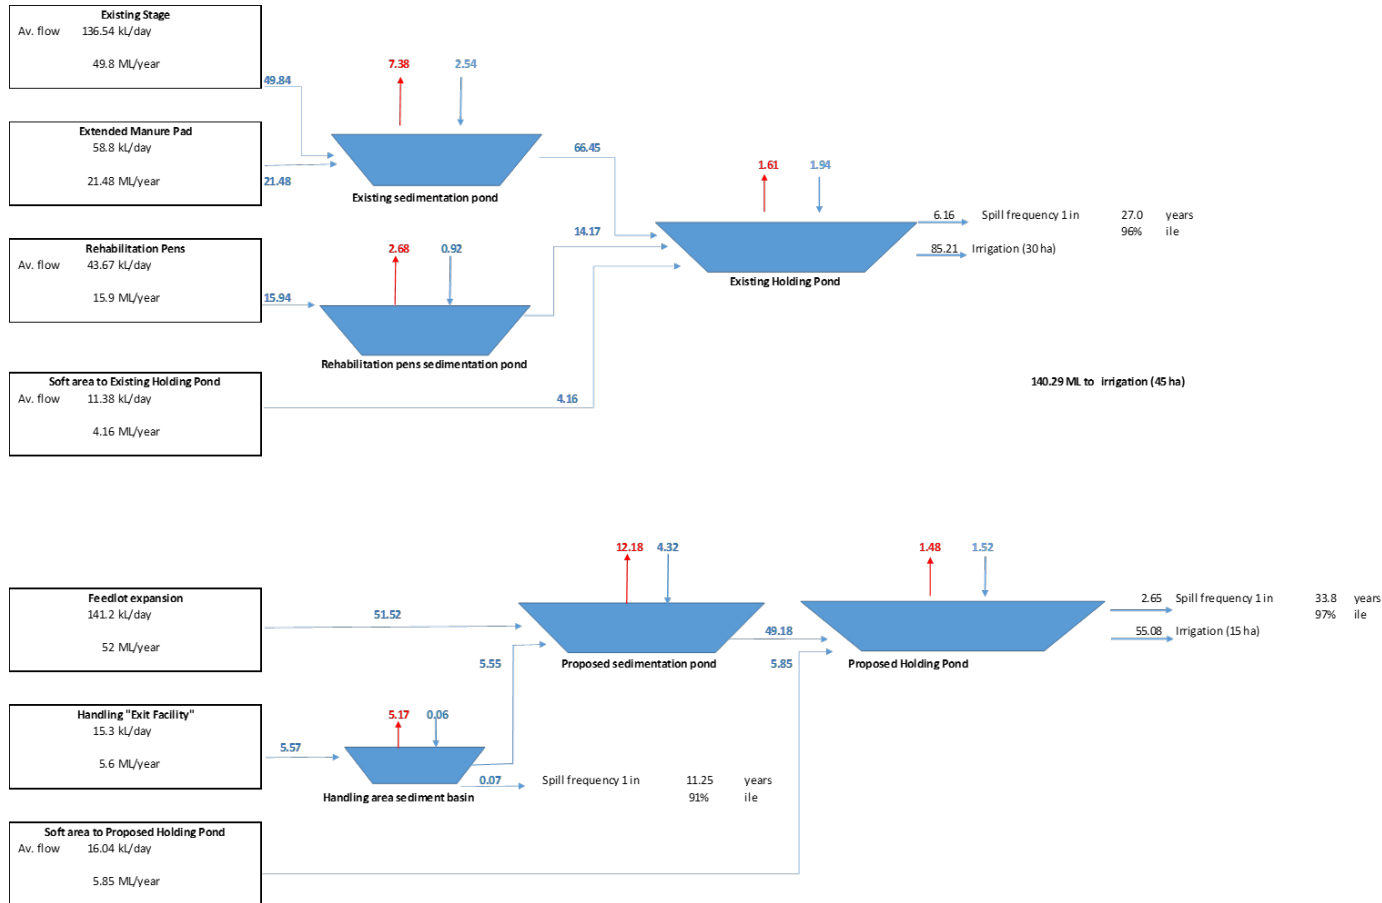 Existing Stage
Av. flow 136.54 kL/day
49.8 ML/year
49.84
7.38 2.54
Extended Manure Pad
58.8 kL/day
21.48 ML/year
21.48
Existing sedimentation pond
66.45
1.61 1.94
6.16 Spill frequency 1 in 27.0 years
96% ile
85.21 Irrigation (30 ha)
Existing Holding Pond
Rehabilitation Pens
Av. flow 43.67 kL/day
15.9 ML/year
15.94
2.68 0.92
14.17
Rehabilitation pens sedimentation pond
Soft area to Existing Holding Pond
Av. flow 11.38 kL/day
4.16 ML/year
4.16
140.29 ML to irrigation (45 ha)
Feedlot expansion
141.2 kL/day
52 ML/year
51.52
12.18 4.32
Proposed sedimentation pond
49.18
5.85
1.48 1.52
Proposed Holding Pond
2.65 Spill frequency 1 in 33.8 years
97% ile
55.08 Irrigation (15 ha)
Handling "Exit Facility"
15.3 kL/day
5.6 ML/year
5.57
5.17 0.06
5.55
0.07 Spill frequency 1 in 11.25 years
91% ile
Handling area sediment basin
Soft area to Proposed Holding Pond
Av. flow 16.04 kL/day
5.85 ML/year